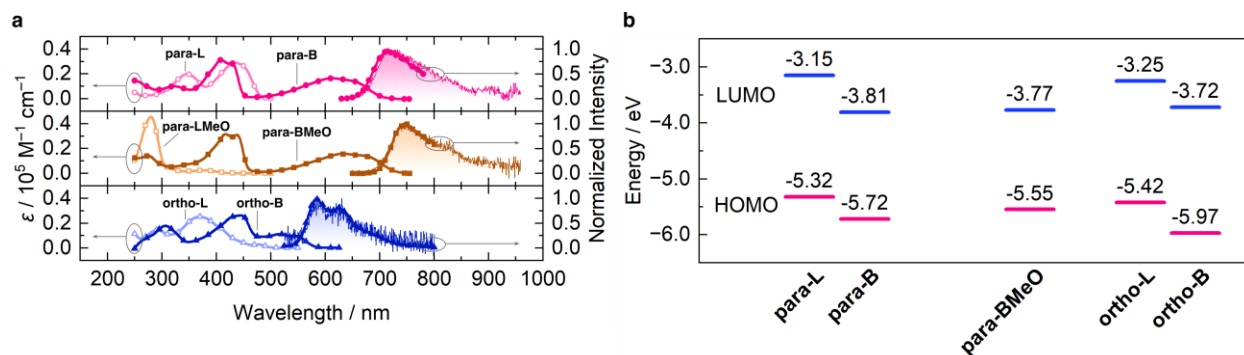 a
para-L
para-B
para-LMeO
para-BMeO
ortho-L
ortho-B
0.4
0.2
0.0
0.4
0.2
0.0
0.4
0.2
0.0
1.0
0.5
0.0
1.0
0.5
0.0
1.0
0.5
0.0
ε / 10⁵ M⁻¹ cm⁻¹
Normalized Intensity
200 300 400 500 600 700 800 900 1000
Wavelength / nm
b
Energy / eV
-3.0
-4.0
-5.0
-6.0
LUMO
HOMO
-3.15
-3.81
-3.77
-3.25
-3.72
-5.32
-5.72
-5.55
-5.42
-5.97
para-L
para-B
para-BMeO
ortho-L
ortho-B